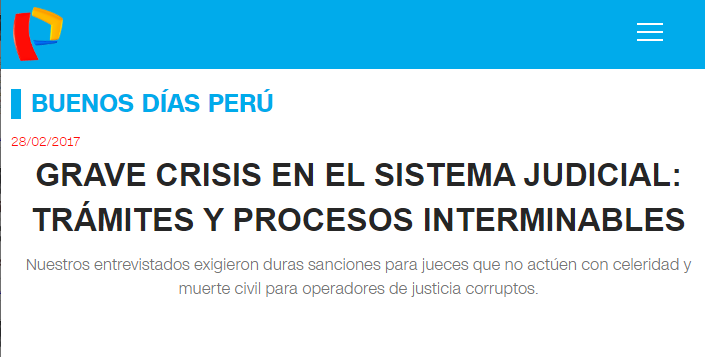 BUENOS DÍAS PERÚ
28/02/2017
GRAVE CRISIS EN EL SISTEMA JUDICIAL:
TRÁMITES Y PROCESOS INTERMINABLES
Nuestros entrevistados exigieron duras sanciones para jueces que no actúen con celeridad y
muerte civil para operadores de justicia corruptos.